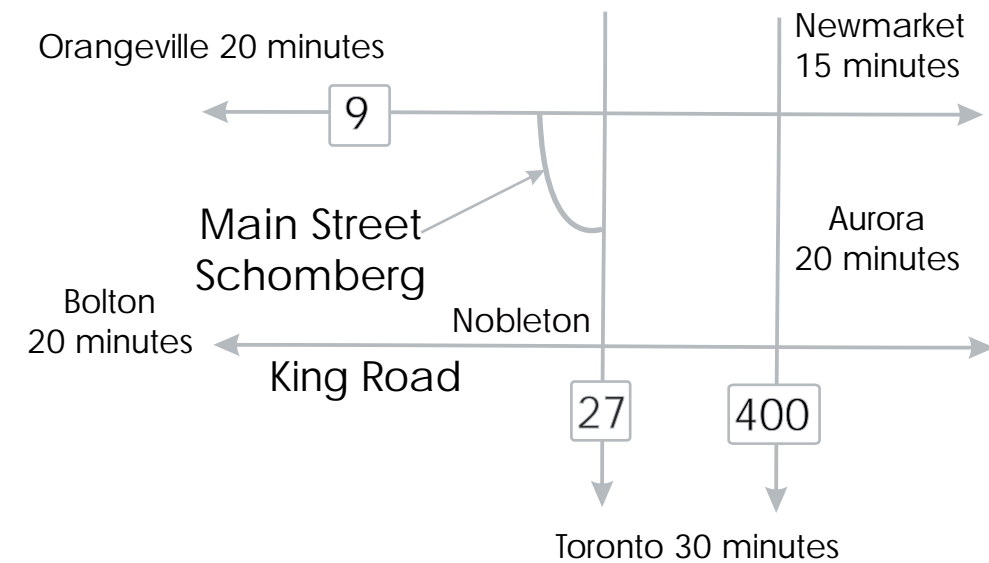 Newmarket
15 minutes
Orangeville 20 minutes
9
Main Street
Schomberg
Aurora
20 minutes
Bolton
20 minutes
Nobleton
King Road
27
400
Toronto 30 minutes